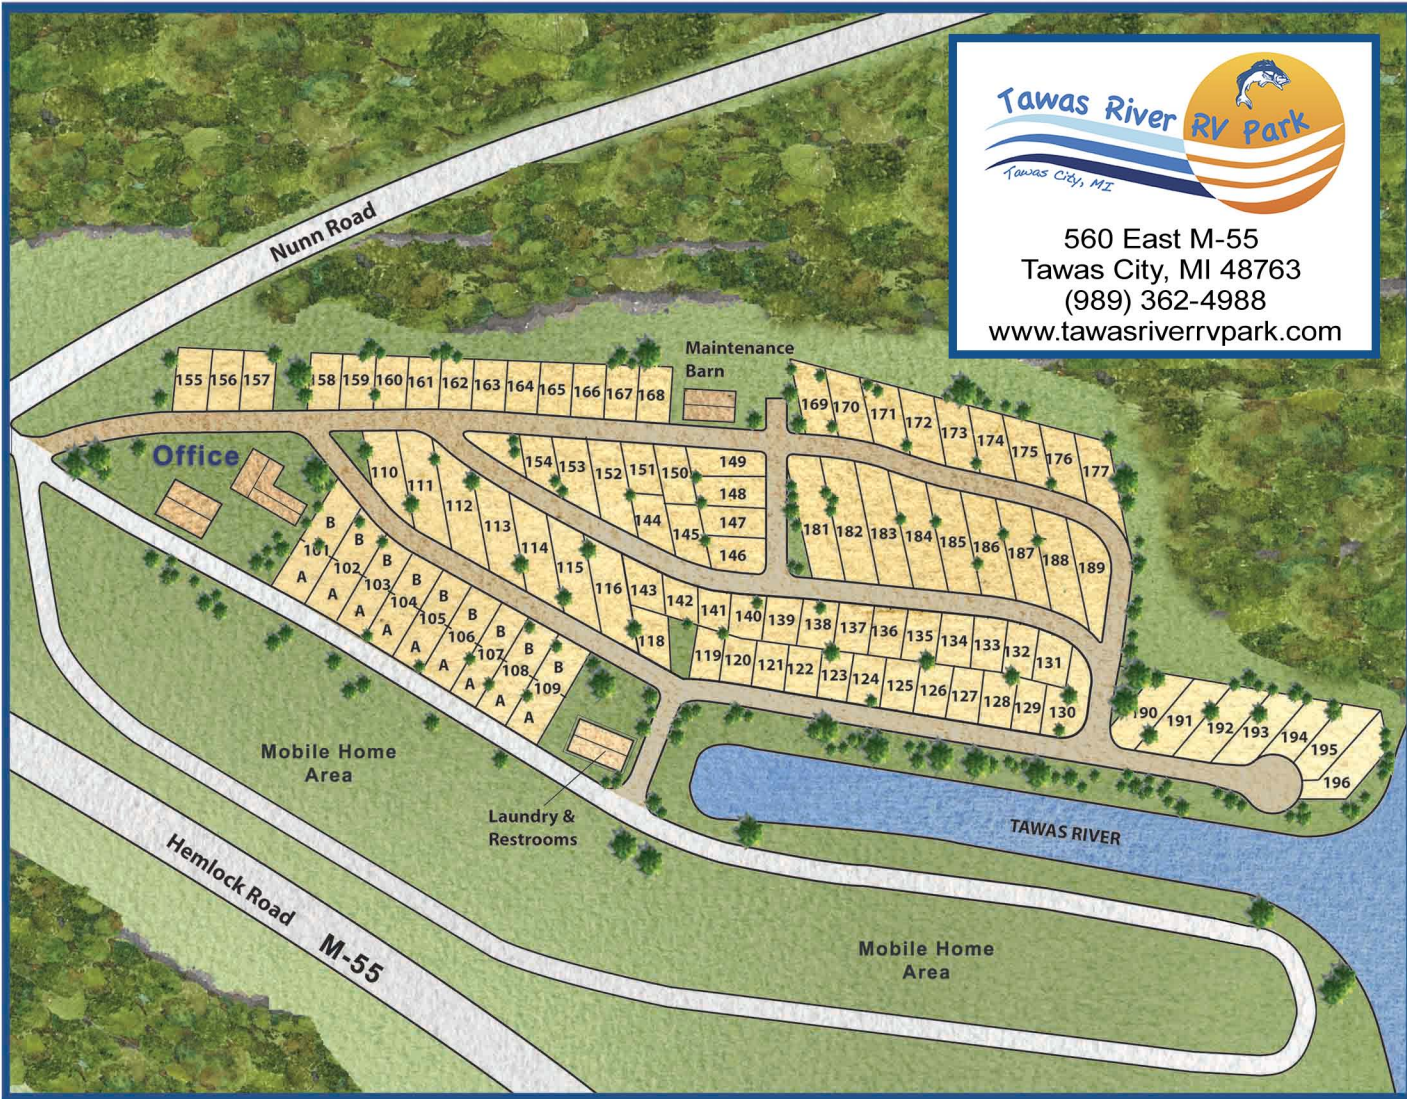 Tawas River RV Park
Tawas City, MI
560 East M-55
Tawas City, MI 48763
(989) 362-4988
www.tawasriverrvpark.com
Nunn Road
Maintenance
Barn
155 156 157 158 159 160 161 162 163 164 165 166 167 168
169 170 171 172 173 174 175 176 177
Office
110 111 112 113 114 115 116
154 153 152 151 150 149
148
147
146
144 145
181 182 183 184 185 186 187 188 189
143 142 141 140 139 138 137 136 135 134 133 132 131
118 119 120 121 122 123 124 125 126 127 128 129 130
B B B B B B B B B
101 102 103 104 105 106 107 108 109
A A A A A A A A A
190 191 192 193 194 195 196
Mobile Home
Area
Laundry &
Restrooms
TAWAS RIVER
Hemlock Road M-55
Mobile Home
Area